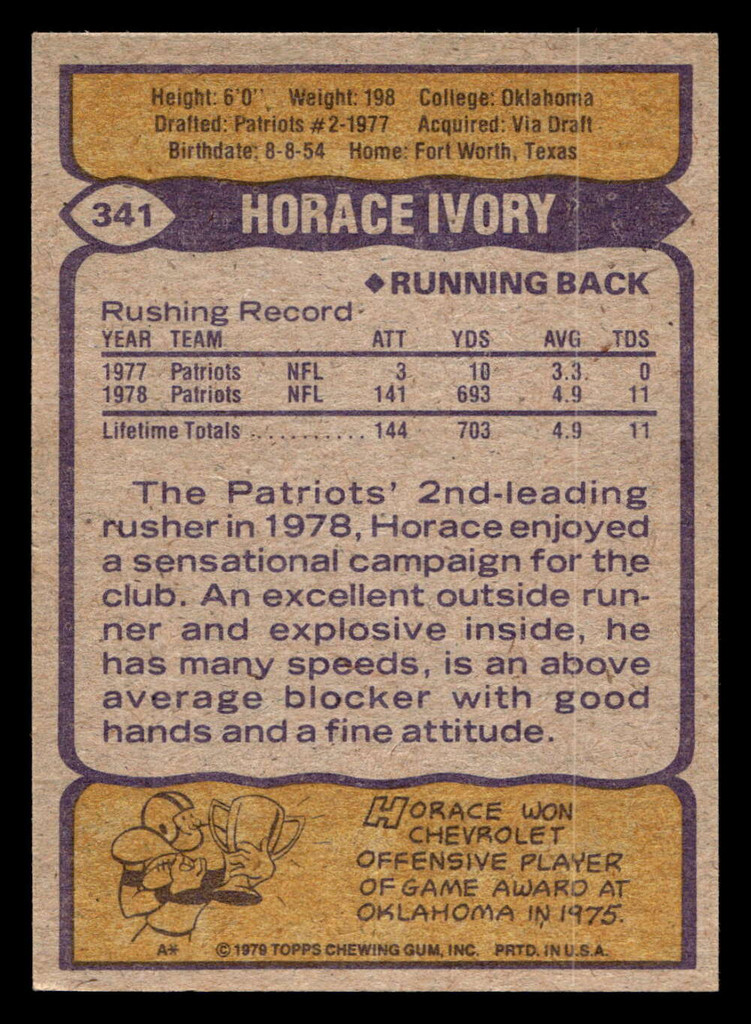 Height: 6'0" Weight: 198 College: Oklahoma
Drafted: Patriots #2-1977 Acquired: Via Draft
Birthdate: 8-8-54 Home: Fort Worth, Texas
341 HORACE IVORY
◆RUNNING BACK
Rushing Record
YEAR TEAM ATT YDS AVG TDS
1977 Patriots NFL 3 10 3.3 0
1978 Patriots NFL 141 693 4.9 11
Lifetime Totals ........... 144 703 4.9 11
The Patriots' 2nd-leading
rusher in 1978, Horace enjoyed
a sensational campaign for the
club. An excellent outside run-
ner and explosive inside, he
has many speeds, is an above
average blocker with good
hands and a fine attitude.
HORACE WON
CHEVROLET
OFFENSIVE PLAYER
OF GAME AWARD AT
OKLAHOMA IN 1975.
A* © 1979 TOPPS CHEWING GUM, INC. PRTD. IN U.S.A.